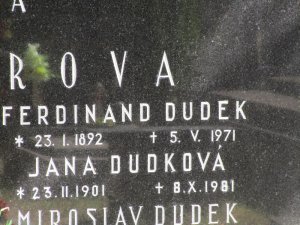 A
ROVA
FERDINAND DUDEK
* 23. I. 1892 † 5. V. 1971
JANA DUDKOVÁ
* 23. II. 1901 † 8. X. 1981
MIROSLAV DUDEK